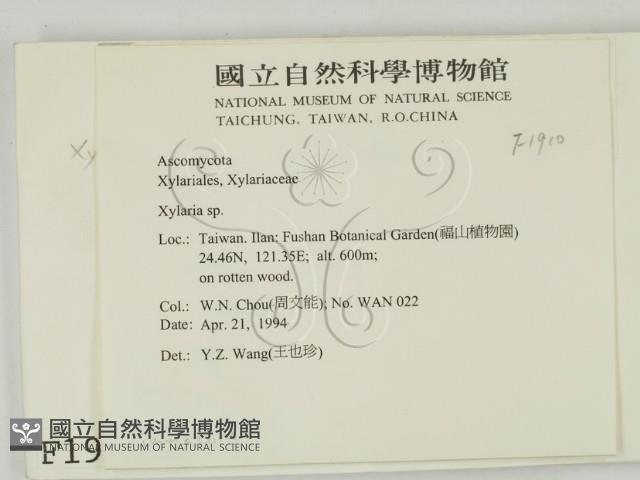 國立自然科學博物館
NATIONAL MUSEUM OF NATURAL SCIENCE
TAICHUNG, TAIWAN, R.O.CHINA
F-1910
Xy
Ascomycota
Xylariales, Xylariaceae
Xylaria sp.
Loc.: Taiwan. Ilan: Fushan Botanical Garden(福山植物園)
24.46N, 121.35E; alt. 600m;
on rotten wood.
Col.: W.N. Chou(周文能); No. WAN 022
Date: Apr. 21, 1994
Det.: Y.Z. Wang(王也珍)
國立自然科學博物館
NATIONAL MUSEUM OF NATURAL SCIENCE
F19